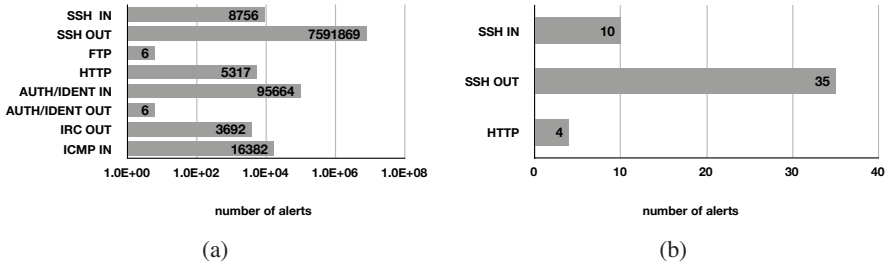 SSH IN 8756
SSH OUT 7591869
FTP 6
HTTP 5317
AUTH/IDENT IN 95664
AUTH/IDENT OUT 6
IRC OUT 3692
ICMP IN 16382
1.0E+00 1.0E+02 1.0E+04 1.0E+06 1.0E+08
number of alerts
(a)
SSH IN 10
SSH OUT 35
HTTP 4
0 10 20 30 40
number of alerts
(b)